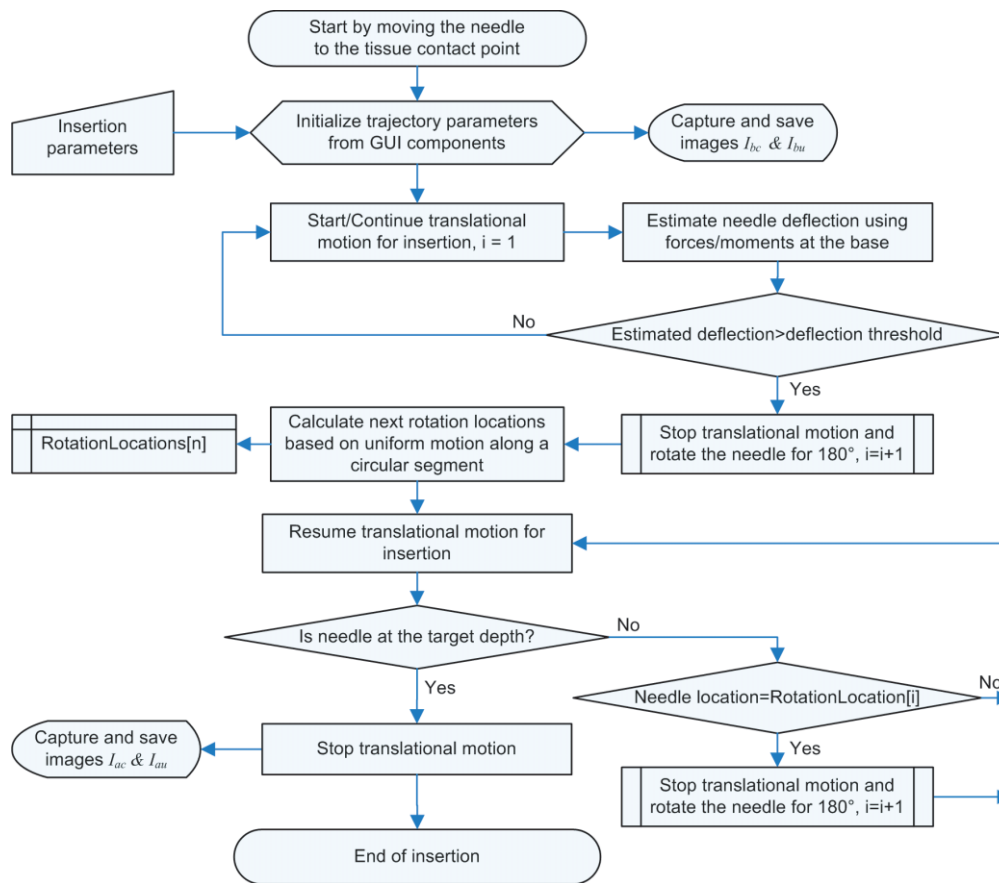 Start by moving the needle
to the tissue contact point
Insertion
parameters
Initialize trajectory parameters
from GUI components
Capture and save
images I_bc & I_bu
Start/Continue translational
motion for insertion, i = 1
Estimate needle deflection using
forces/moments at the base
No
Estimated deflection>deflection threshold
Yes
RotationLocations[n]
Calculate next rotation locations
based on uniform motion along a
circular segment
Stop translational motion and
rotate the needle for 180°, i=i+1
Resume translational motion for
insertion
Is needle at the target depth?
No
Yes
Needle location=RotationLocation[i]
No
Yes
Capture and save
images I_ac & I_au
Stop translational motion
Stop translational motion and
rotate the needle for 180°, i=i+1
End of insertion